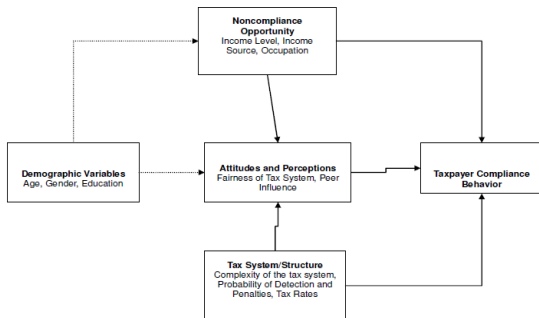 Noncompliance
Opportunity
Income Level, Income
Source, Occupation
Demographic Variables
Age, Gender, Education
Attitudes and Perceptions
Fairness of Tax System, Peer
Influence
Taxpayer Compliance
Behavior
Tax System/Structure
Complexity of the tax system,
Probability of Detection and
Penalties, Tax Rates